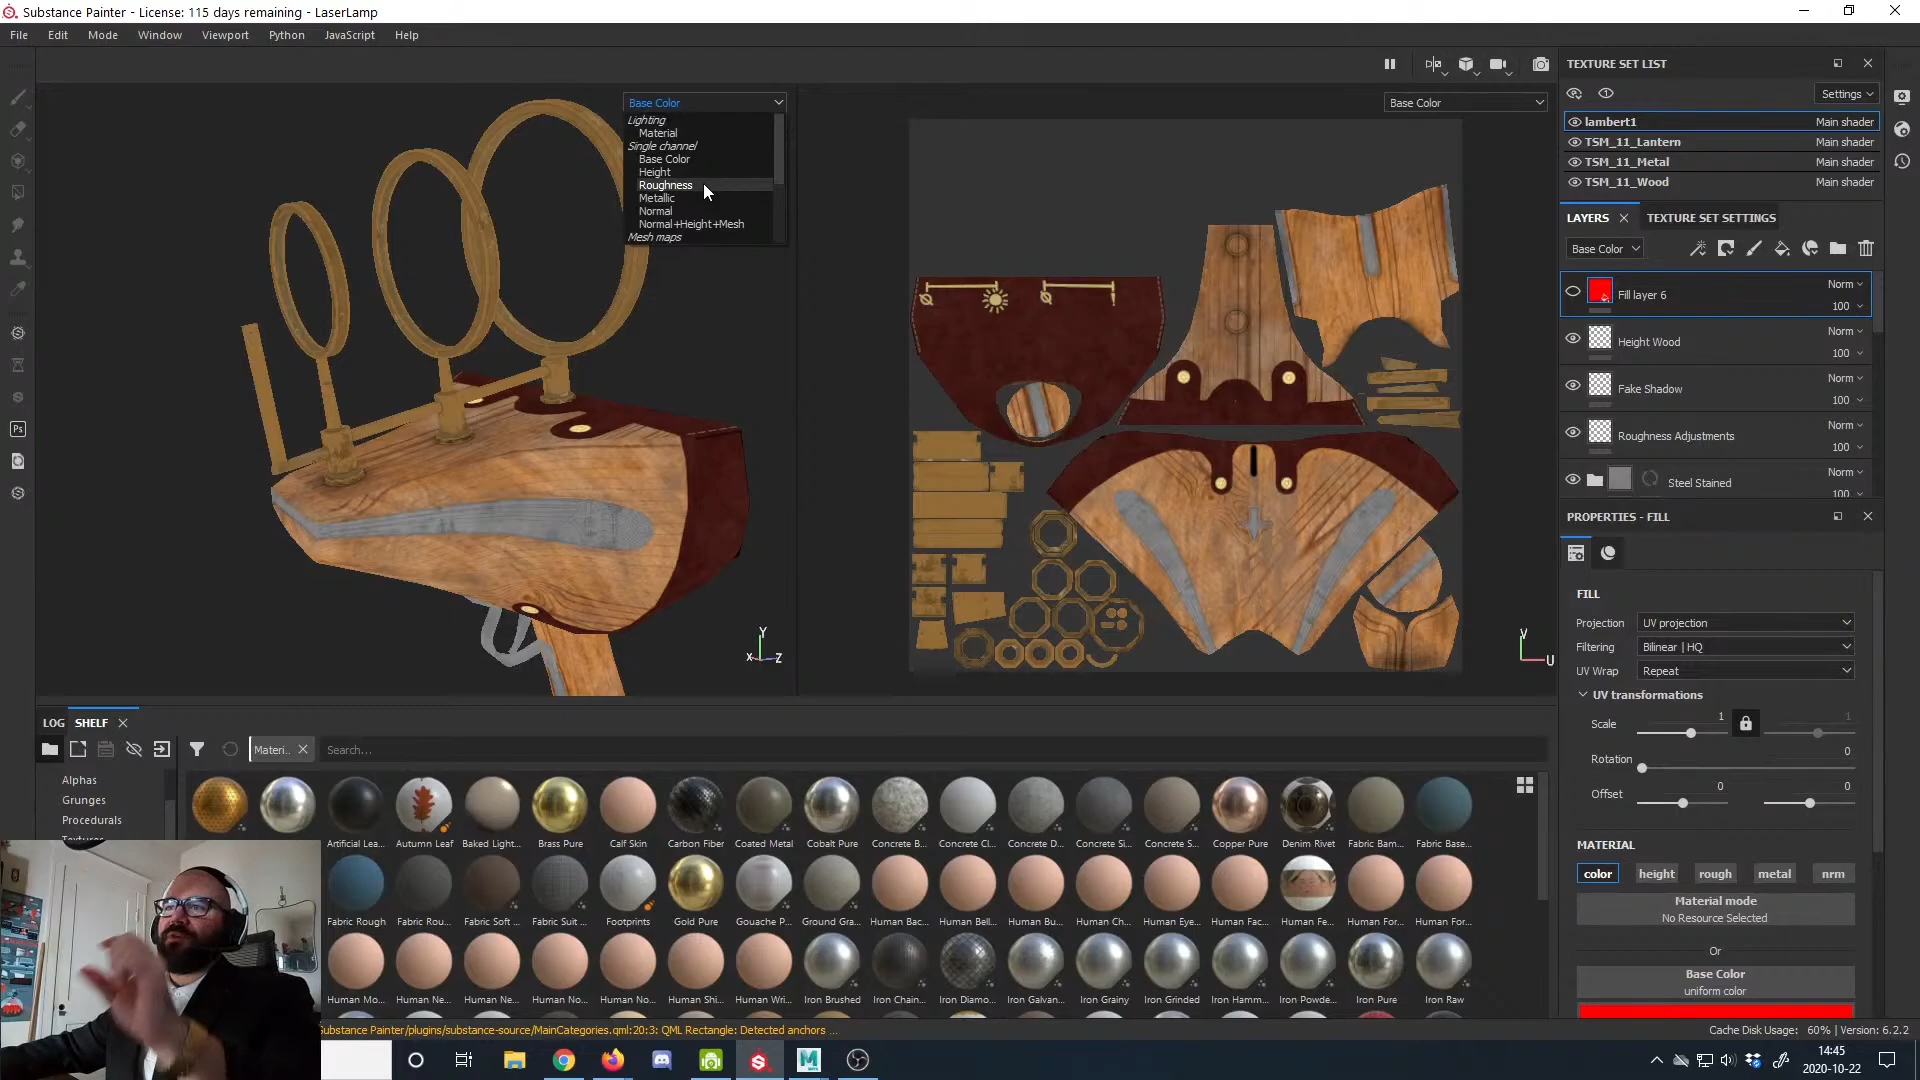 Substance Painter - License: 115 days remaining - LaserLamp
File Edit Mode Window Viewport Python JavaScript Help
Base Color
Lighting
Material
Single channel
Base Color
Height
Roughness
Metallic
Normal
Normal+Height+Mesh
Mesh maps
Y
X Z
Base Color
V
U
TEXTURE SET LIST
Settings
lambert1 Main shader
TSM_11_Lantern Main shader
TSM_11_Metal Main shader
TSM_11_Wood Main shader
LAYERS TEXTURE SET SETTINGS
Base Color
Fill layer 6 Norm 100
Height Wood Norm 100
Fake Shadow Norm 100
Roughness Adjustments Norm 100
Steel Stained Norm 100
PROPERTIES - FILL
FILL
Projection UV projection
Filtering Bilinear | HQ
UV Wrap Repeat
UV transformations
Scale 1 1
Rotation 0
Offset 0 0
MATERIAL
color height rough metal nrm
Material mode
No Resource Selected
Or
Base Color
uniform color
LOG SHELF
Materi.. Search...
Alphas
Grunges
Procedurals
Textures
Artificial Lea... Autumn Leaf Baked Light... Brass Pure Calf Skin Carbon Fiber Coated Metal Cobalt Pure Concrete B... Concrete Cl... Concrete D... Concrete Si... Concrete S... Copper Pure Denim Rivet Fabric Bam... Fabric Base...
Fabric Rough Fabric Rou... Fabric Soft ... Fabric Suit ... Footprints Gold Pure Gouache P... Ground Gra... Human Bac... Human Bell... Human Bu... Human Ch... Human Eye... Human Fac... Human Fe... Human For... Human For...
Human Mo... Human Ne... Human Ne... Human No... Human No... Human Shi... Human Wri... Iron Brushed Iron Chain... Iron Diamo... Iron Galvan... Iron Grainy Iron Grinded Iron Hamm... Iron Powde... Iron Pure Iron Raw
Substance Painter/plugins/substance-source/MainCategories.qml:20:3: QML Rectangle: Detected anchors ...
Cache Disk Usage: 60% | Version: 6.2.2
Ps
M
14:45
2020-10-22